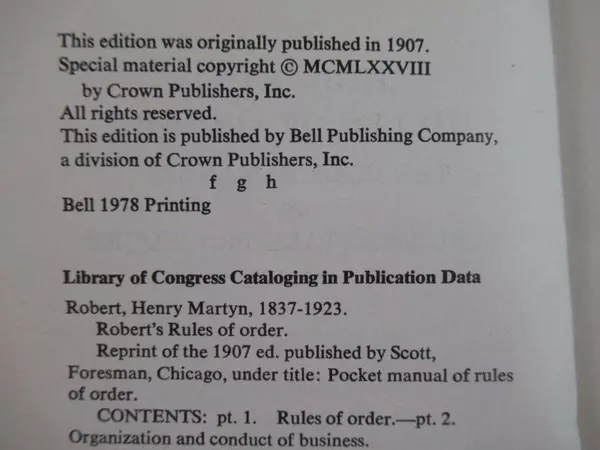 This edition was originally published in 1907.
Special material copyright © MCMLXXVIII
by Crown Publishers, Inc.
All rights reserved.
This edition is published by Bell Publishing Company,
a division of Crown Publishers, Inc.
f g h
Bell 1978 Printing
Library of Congress Cataloging in Publication Data
Robert, Henry Martyn, 1837-1923.
Robert's Rules of order.
Reprint of the 1907 ed. published by Scott,
Foresman, Chicago, under title: Pocket manual of rules
of order.
CONTENTS: pt. 1. Rules of order.—pt. 2.
Organization and conduct of business.